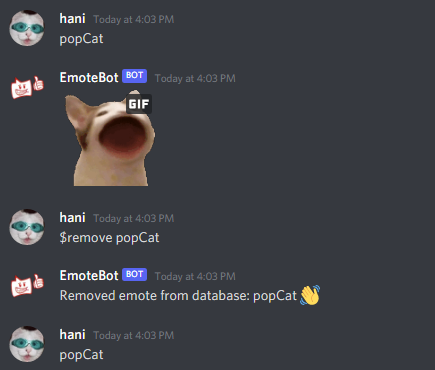 hani Today at 4:03 PM
popCat
EmoteBot BOT Today at 4:03 PM
GIF
hani Today at 4:03 PM
$remove popCat
EmoteBot BOT Today at 4:03 PM
Removed emote from database: popCat 👋
hani Today at 4:03 PM
popCat